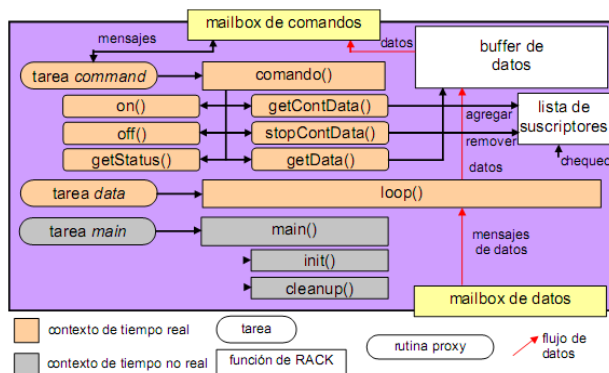 mailbox de comandos
mensajes
datos
buffer de
datos
tarea command
comando()
on()
getContData()
agregar
lista de
suscriptores
off()
stopContData()
remover
getStatus()
getData()
chequeo
datos
tarea data
loop()
tarea main
main()
mensajes
de datos
init()
cleanup()
mailbox de datos
contexto de tiempo real
tarea
rutina proxy
flujo de
datos
contexto de tiempo no real
función de RACK